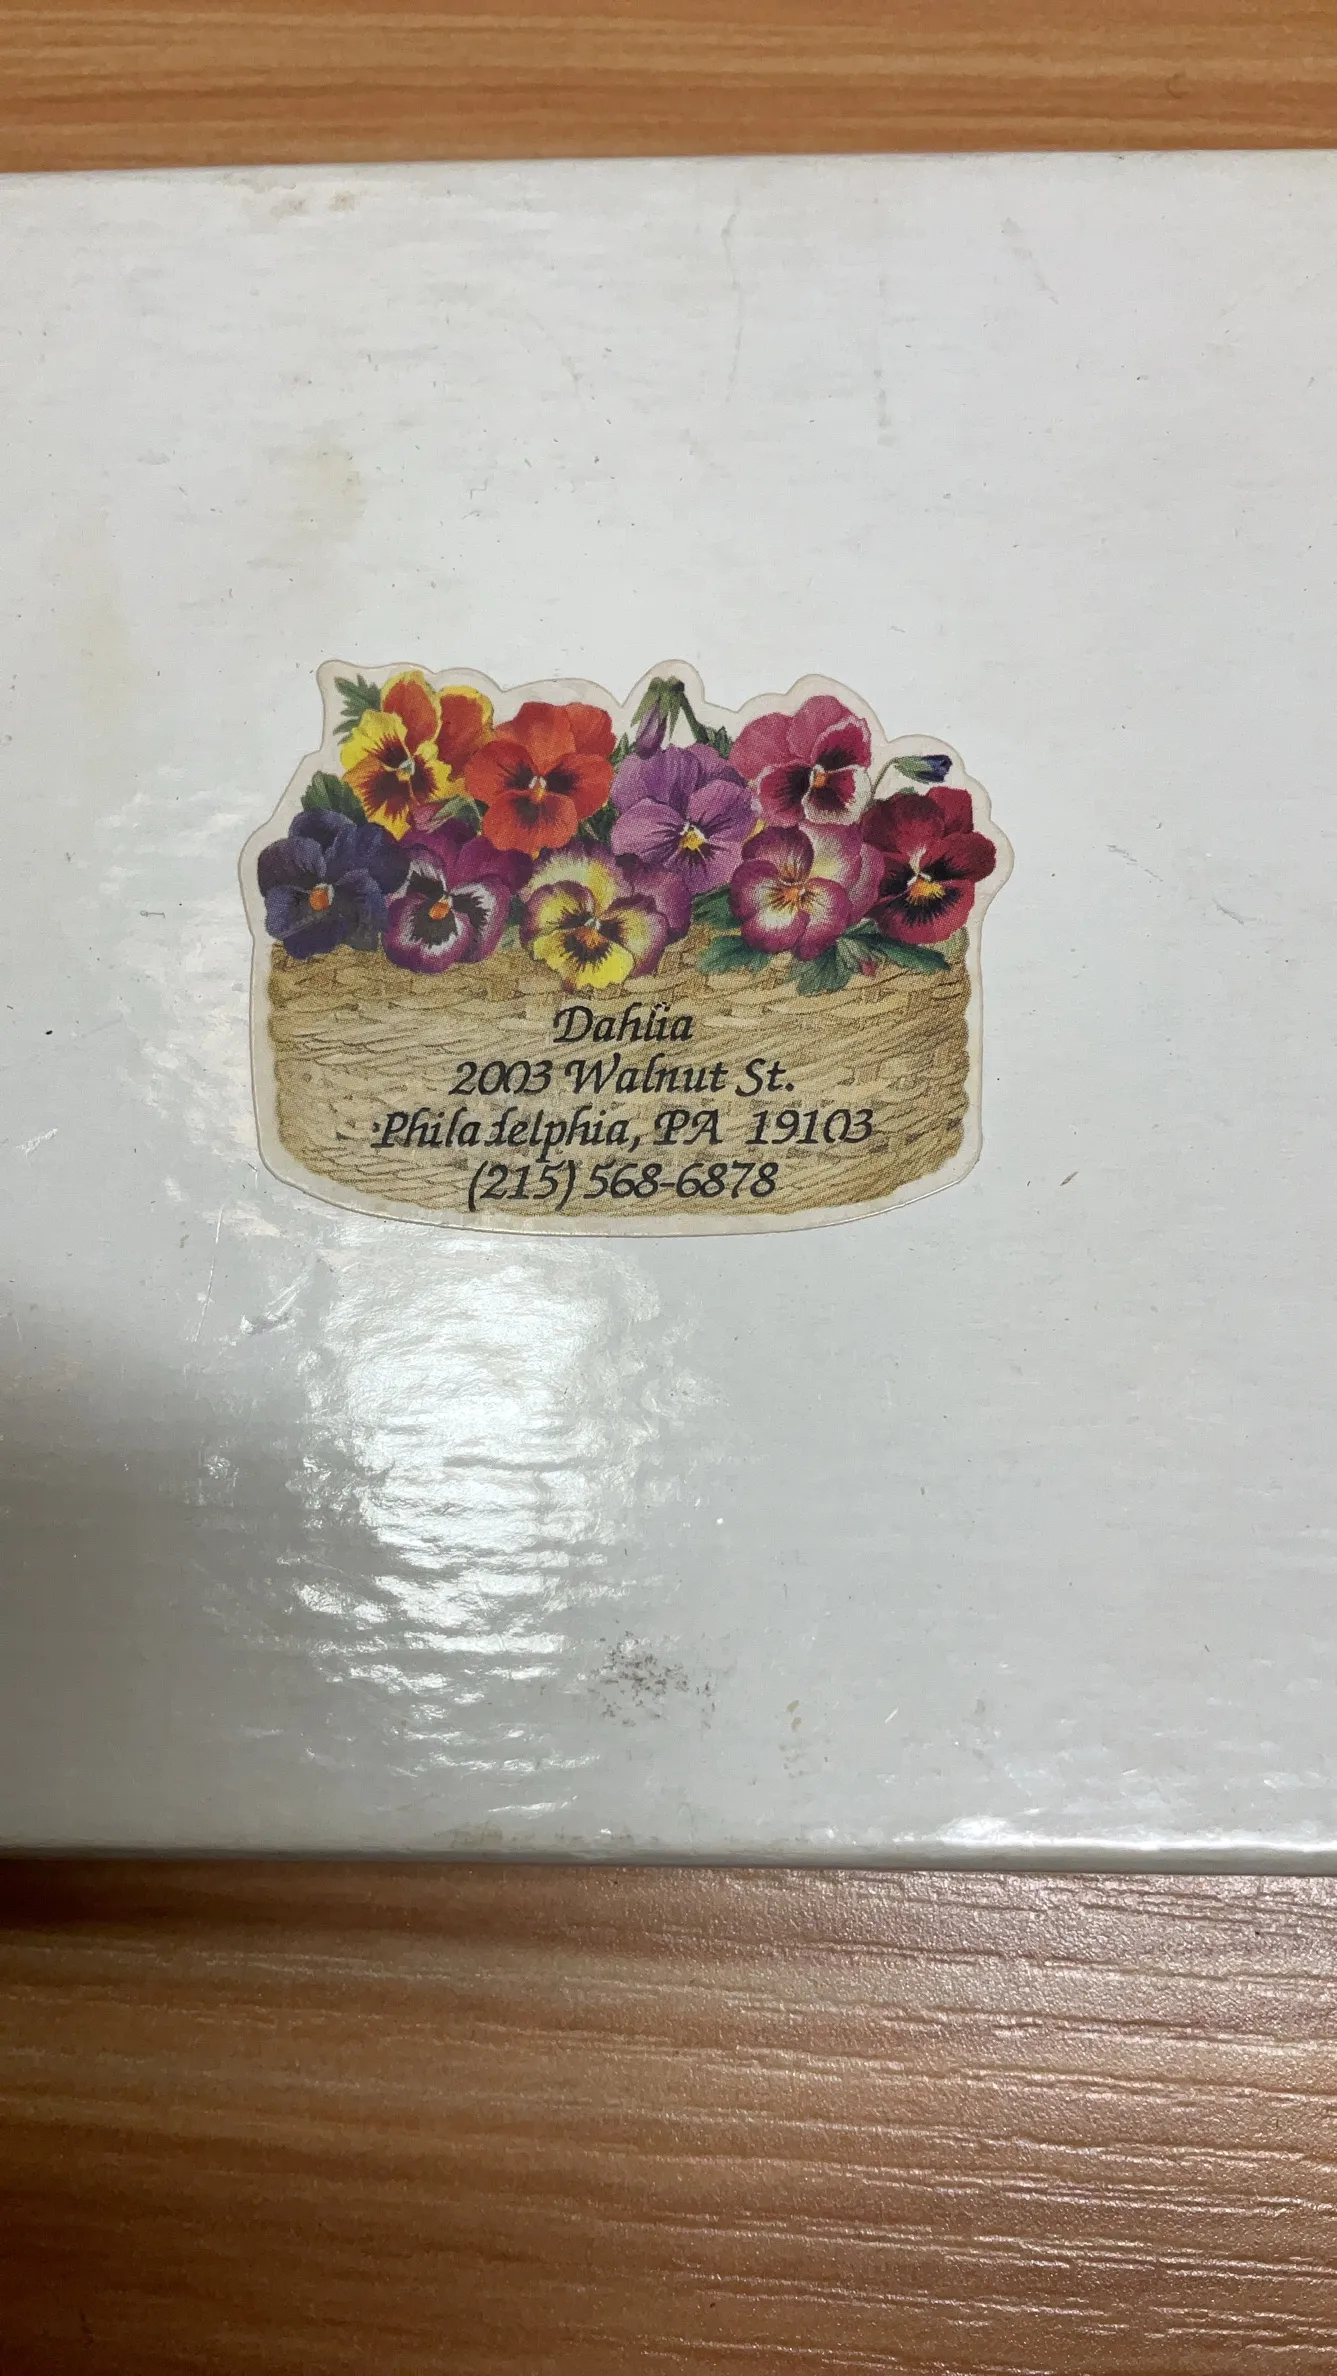 Dahlia
2003 Walnut St.
Philadelphia, PA 19103
(215) 568-6878